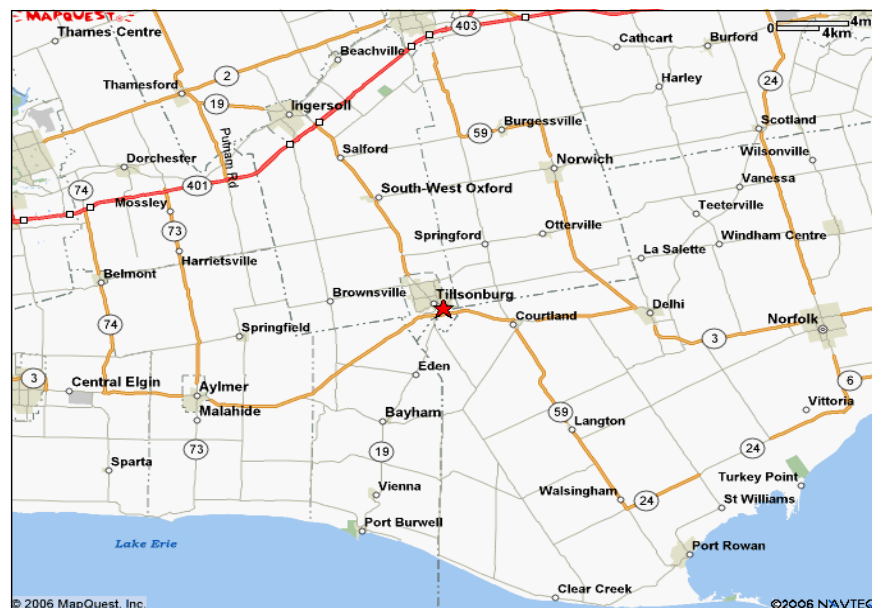 MAPQUEST
403
4mi
0
4km
Thames Centre
Cathcart
Burford
Beachville
2
24
Thamesford
Harley
19
Ingersoll
Burgessville
59
Scotland
Putnam Rd
Salford
Wilsonville
Dorchester
Norwich
74
401
South-West Oxford
Vanessa
Mossley
Teeterville
73
Otterville
Springford
Windham Centre
Harrietsville
La Salette
Belmont
Brownsville
Tillsonburg
Delhi
74
Courtland
Norfolk
Springfield
3
Eden
3
Central Elgin
Aylmer
6
Malahide
Bayham
59
Vittoria
Langton
73
19
24
Sparta
Turkey Point
Vienna
Walsingham
24
St Williams
Port Burwell
Lake Erie
Port Rowan
Clear Creek
© 2006 MapQuest, Inc.
©2006 NAVTEQ